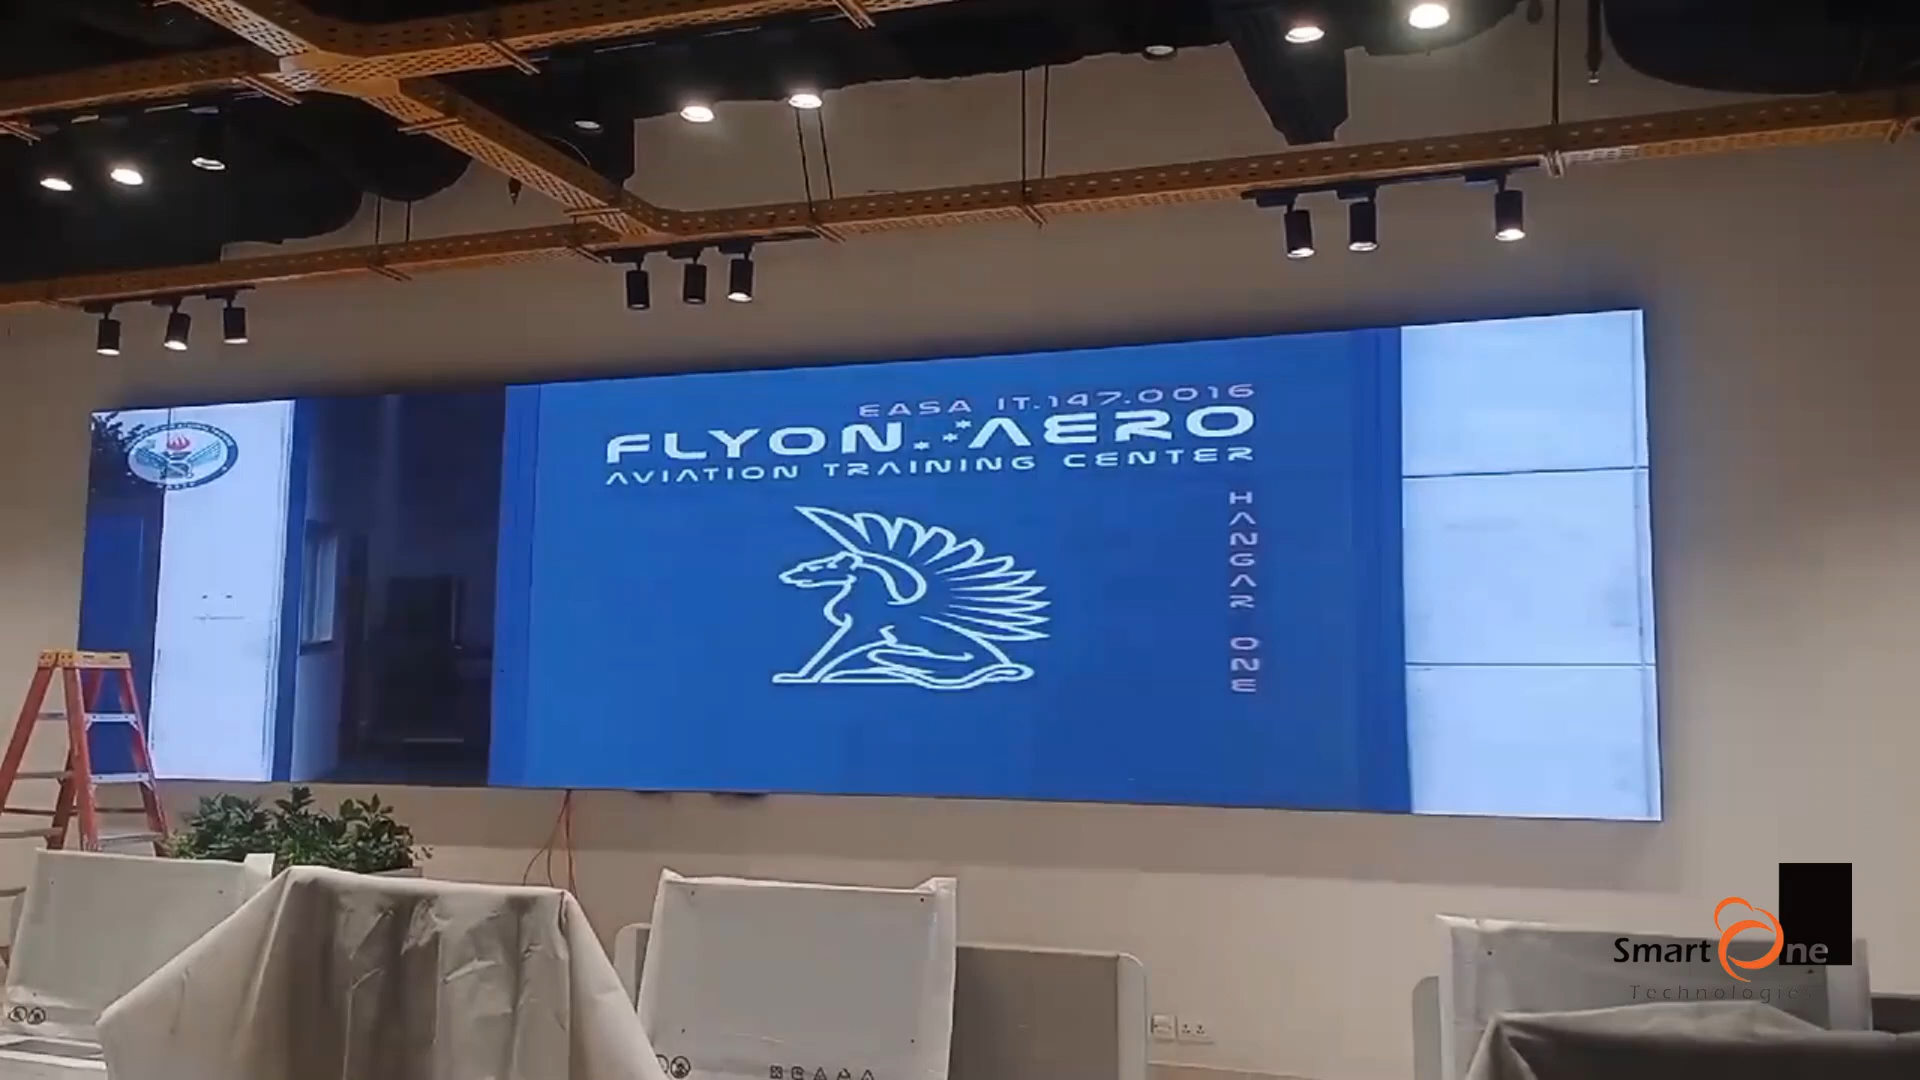 EASA IT.147.0016
FLYON AERO
AVIATION TRAINING CENTER
HANGAR ONE
Smart One
Technologies